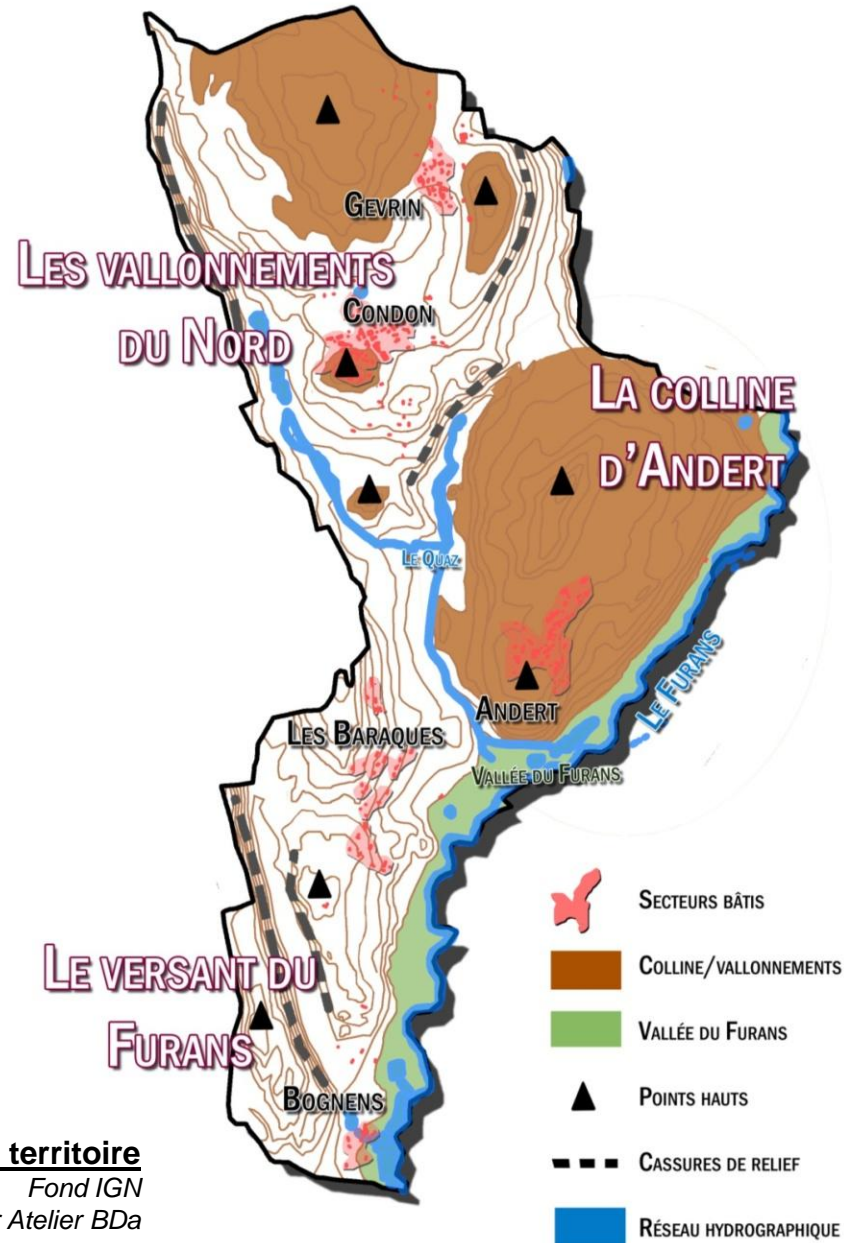 GEVRIN
LES VALLONNEMENTS
DU NORD
CONDON
LA COLLINE
D'ANDERT
LE QUAZ
LE FURANS
ANDERT
LES BARAQUES
VALLÉE DU FURANS
LE VERSANT DU
FURANS
BOGNENS
SECTEURS BÂTIS
COLLINE/VALLONNEMENTS
VALLÉE DU FURANS
POINTS HAUTS
CASSURES DE RELIEF
RÉSEAU HYDROGRAPHIQUE
territoire
Fond IGN
Atelier BDa